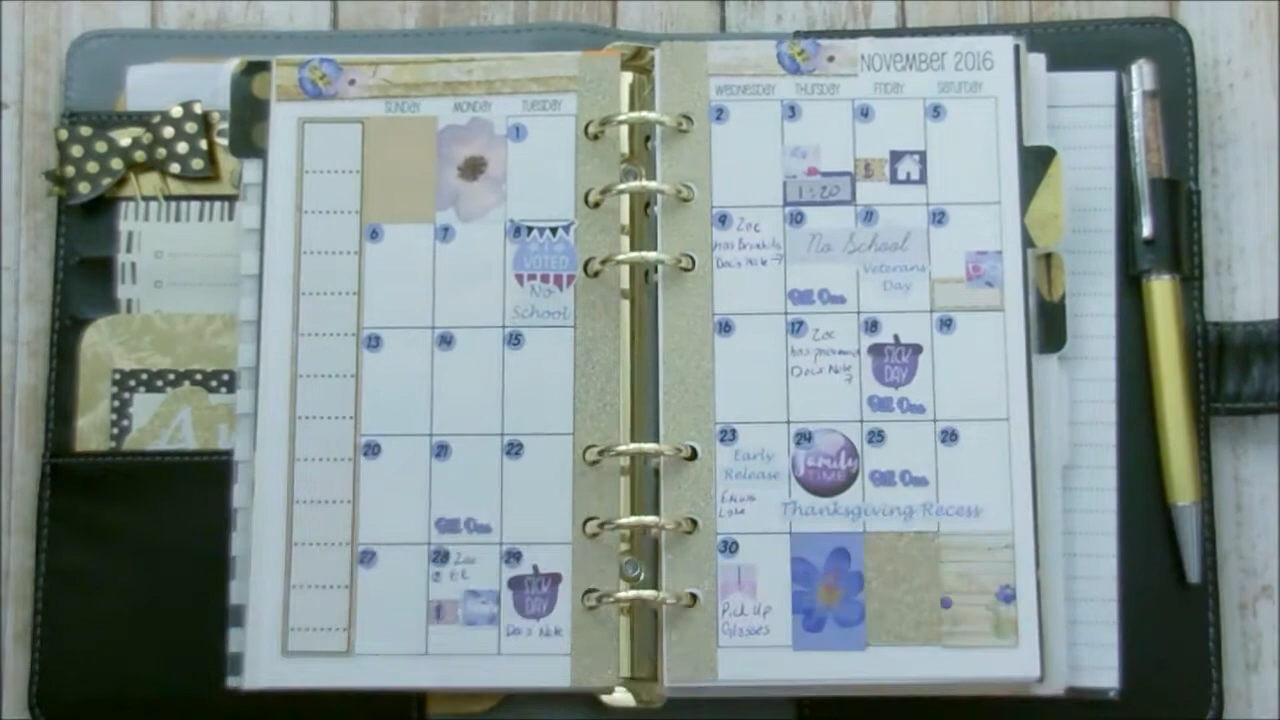 NOVEMBER 2016
SUNDAY MONDAY TUESDAY WEDNESDAY THURSDAY FRIDAY SATURDAY
1 2 3 4 5
1:20
6 7 8 9 10 11 12
VOTED
No
School
Zoe
has
Doc's Note
No School
Veterans
Day
Bill Due
13 14 15 16 17 18 19
Zoe
has
Doc's Note
SICK
DAY
Bill Due
20 21 22 23 24 25 26
Bill Due
Early
Release
family
TIME
Bill Due
Thanksgiving Recess
27 28 29 30
Zoe
@ ER
SICK
DAY
Doc's Note
Pick Up
Glasses